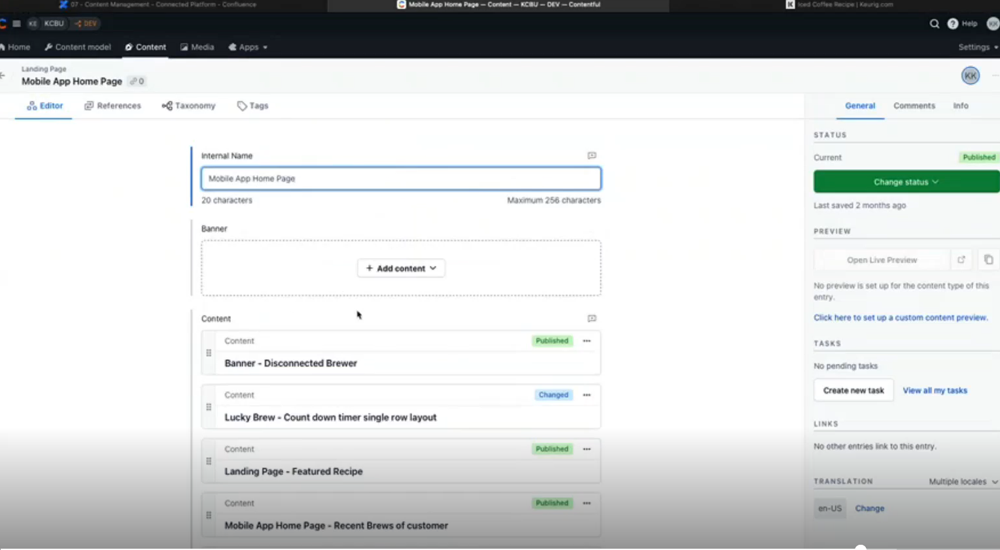 07 - Content Management - Connected Platform - Confluence
Mobile App Home Page — Content — KCBU — DEV — Contentful
Iced Coffee Recipe | Keurig.com
KE KCBU DEV
Help KK
Home Content model Content Media Apps
Settings
Landing Page
Mobile App Home Page 0
KK
Editor References Taxonomy Tags
General Comments Info
STATUS
Current Published
Change status
Last saved 2 months ago
PREVIEW
Open Live Preview
No preview is set up for the content type of this
entry.
Click here to set up a custom content preview.
TASKS
No pending tasks
Create new task View all my tasks
LINKS
No other entries link to this entry.
TRANSLATION Multiple locales
en-US Change
Internal Name
Mobile App Home Page
20 characters Maximum 256 characters
Banner
+ Add content
Content
Content Published
Banner - Disconnected Brewer
Content Changed
Lucky Brew - Count down timer single row layout
Content Published
Landing Page - Featured Recipe
Content Published
Mobile App Home Page - Recent Brews of customer